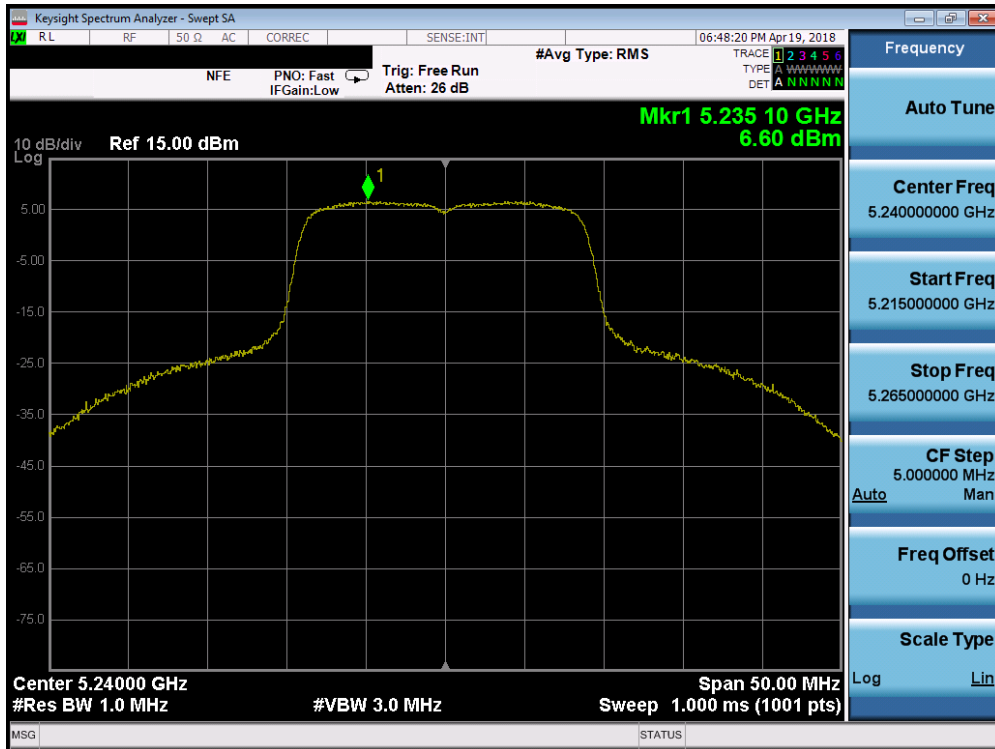 Keysight Spectrum Analyzer - Swept SA
LXI RL RF 50 Ω AC CORREC SENSE:INT 06:48:20 PM Apr 19, 2018
#Avg Type: RMS TRACE 1 2 3 4 5 6
NFE PNO: Fast Trig: Free Run TYPE A WWWWW
IFGain:Low Atten: 26 dB DET A N N N N N
Mkr1 5.235 10 GHz
6.60 dBm
10 dB/div Ref 15.00 dBm
Log
1
5.00
-5.00
-15.0
-25.0
-35.0
-45.0
-55.0
-65.0
-75.0
Center 5.24000 GHz Span 50.00 MHz
#Res BW 1.0 MHz #VBW 3.0 MHz Sweep 1.000 ms (1001 pts)
MSG STATUS
Frequency
Auto Tune
Center Freq
5.240000000 GHz
Start Freq
5.215000000 GHz
Stop Freq
5.265000000 GHz
CF Step
5.000000 MHz
Auto Man
Freq Offset
0 Hz
Scale Type
Log Lin